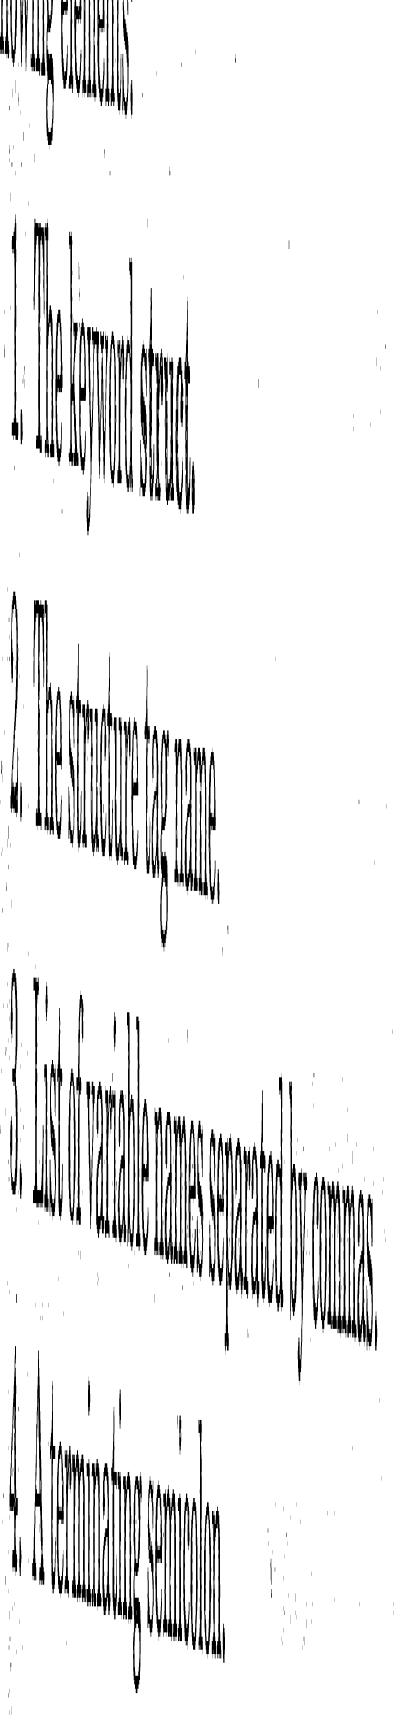 elements
1. The keyword struct,
2. The structure tag name.
3. List of variable names separated by commas.
4. A terminating semicolon.